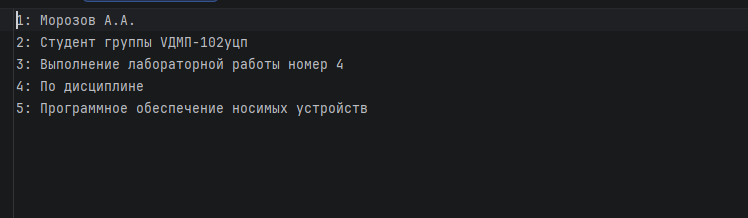 1: Морозов А.А.
2: Студент группы VДМП-102уцп
3: Выполнение лабораторной работы номер 4
4: По дисциплине
5: Программное обеспечение носимых устройств